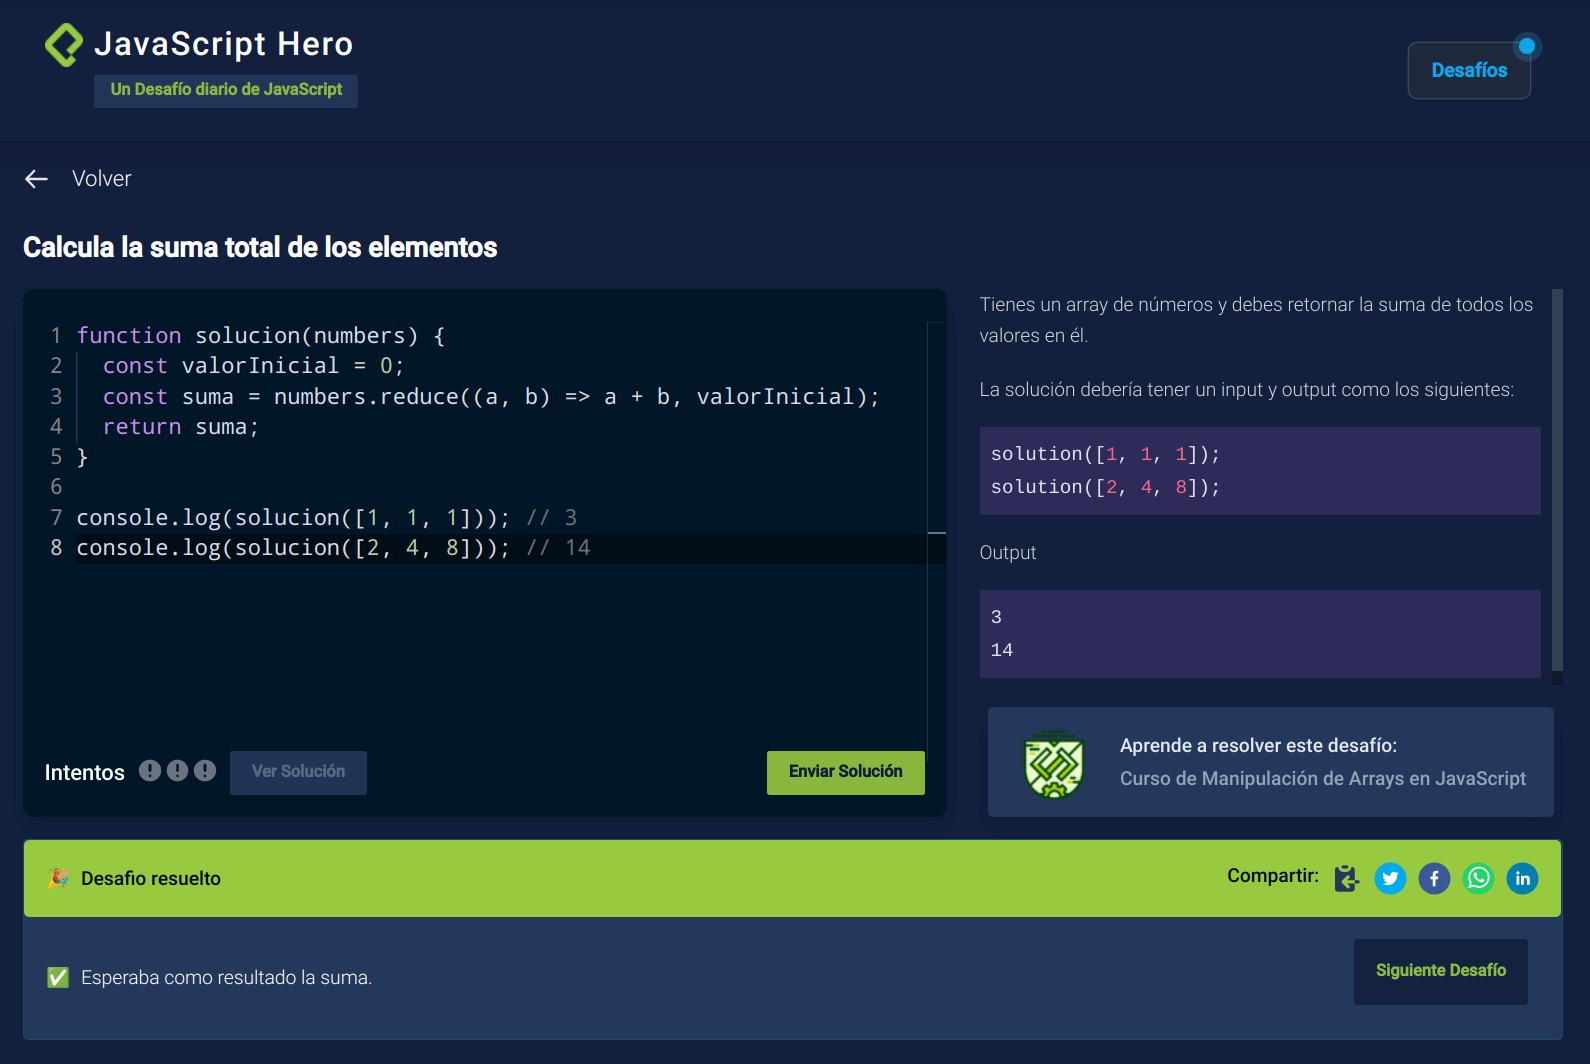 JavaScript Hero
Un Desafío diario de JavaScript
Desafíos
Volver
Calcula la suma total de los elementos
1 function solucion(numbers) {
2   const valorInicial = 0;
3   const suma = numbers.reduce((a, b) => a + b, valorInicial);
4   return suma;
5 }
6
7 console.log(solucion([1, 1, 1])); // 3
8 console.log(solucion([2, 4, 8])); // 14
Intentos
Ver Solución
Enviar Solución
Tienes un array de números y debes retornar la suma de todos los
valores en él.
La solución debería tener un input y output como los siguientes:
solution([1, 1, 1]);
solution([2, 4, 8]);
Output
3
14
Aprende a resolver este desafío:
Curso de Manipulación de Arrays en JavaScript
🎉 Desafio resuelto
Compartir:
✅ Esperaba como resultado la suma.
Siguiente Desafío